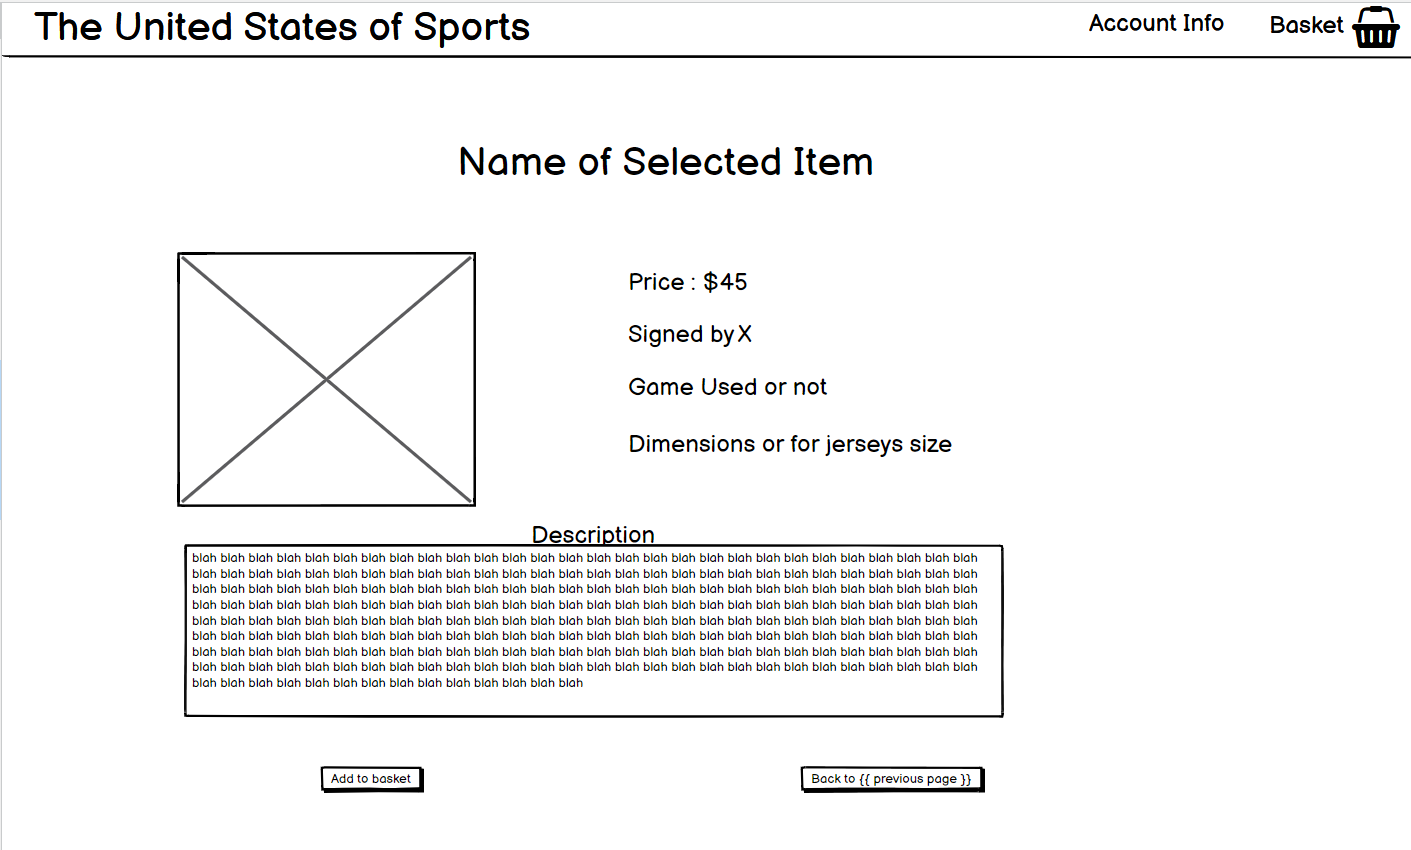 The United States of Sports
Account Info
Basket
Name of Selected Item
Price : $45
Signed by X
Game Used or not
Dimensions or for jerseys size
Description
blah blah blah blah blah blah blah blah blah blah blah blah blah blah blah blah blah blah blah blah blah blah blah blah blah blah blah blah
blah blah blah blah blah blah blah blah blah blah blah blah blah blah blah blah blah blah blah blah blah blah blah blah blah blah blah blah
blah blah blah blah blah blah blah blah blah blah blah blah blah blah blah blah blah blah blah blah blah blah blah blah blah blah blah blah
blah blah blah blah blah blah blah blah blah blah blah blah blah blah blah blah blah blah blah blah blah blah blah blah blah blah blah blah
blah blah blah blah blah blah blah blah blah blah blah blah blah blah blah blah blah blah blah blah blah blah blah blah blah blah blah blah
blah blah blah blah blah blah blah blah blah blah blah blah blah blah blah blah blah blah blah blah blah blah blah blah blah blah blah blah
blah blah blah blah blah blah blah blah blah blah blah blah blah blah blah blah blah blah blah blah blah blah blah blah blah blah blah blah
blah blah blah blah blah blah blah blah blah blah blah blah blah blah blah blah blah blah blah blah blah blah blah blah blah blah blah blah
blah blah blah blah blah blah blah blah blah blah blah blah blah blah
Add to basket
Back to {{ previous page }}